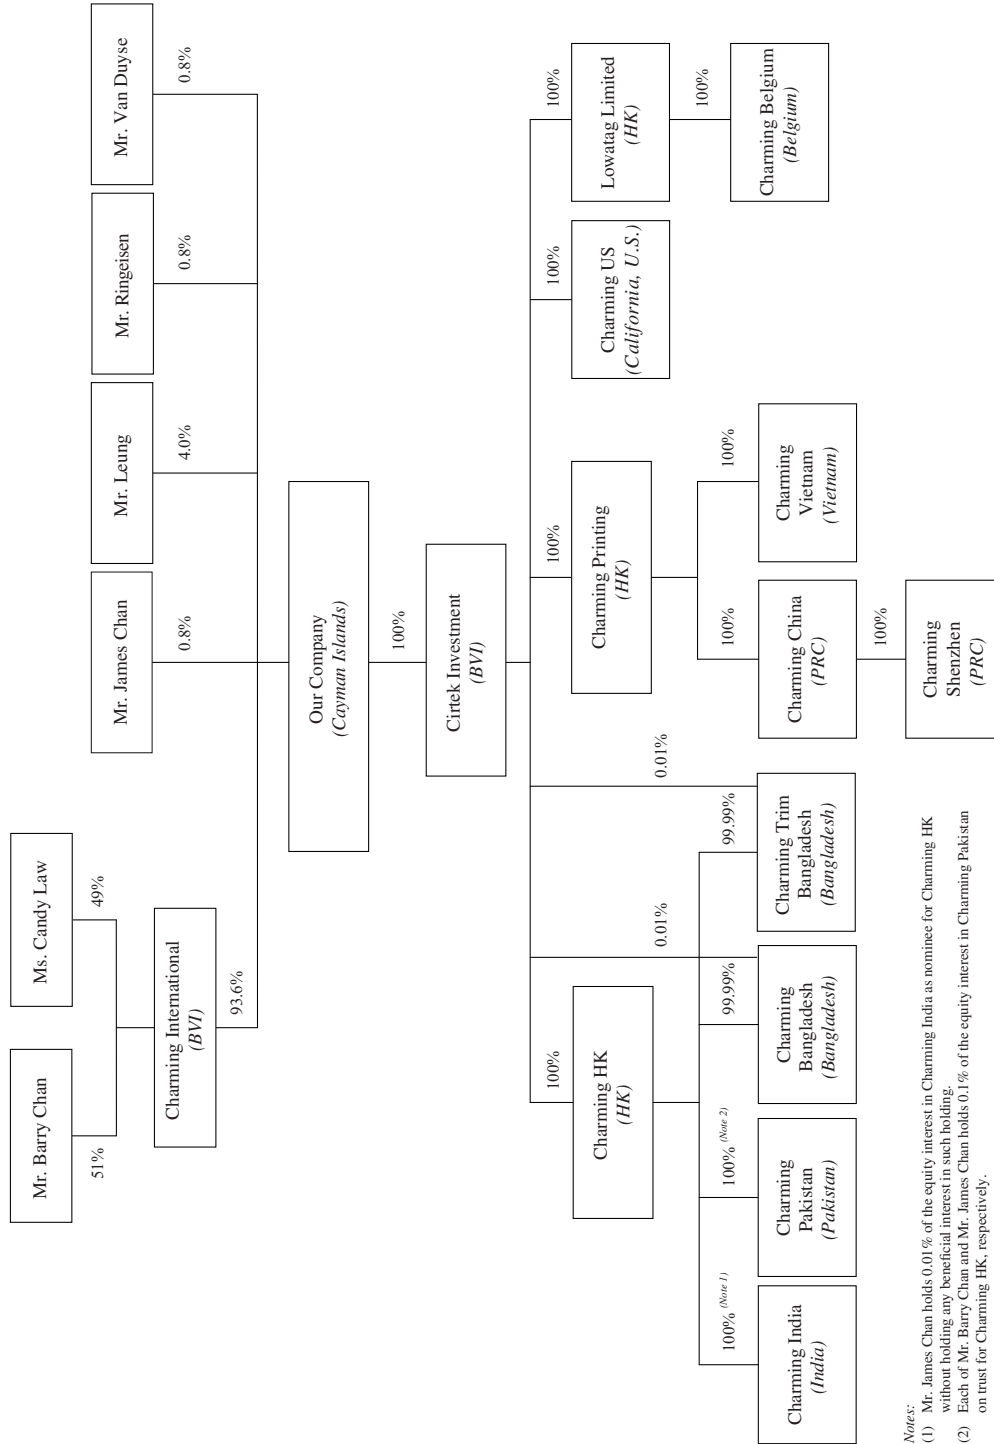 Mr. Barry Chan
Ms. Candy Law
51%
49%
Charming International
(BVI)
Mr. James Chan
Mr. Leung
Mr. Ringeisen
Mr. Van Duyse
93.6%
0.8%
4.0%
0.8%
0.8%
Our Company
(Cayman Islands)
100%
Cirtek Investment
(BVI)
100%
100%
100%
100%
Charming HK
(HK)
Charming Printing
(HK)
Charming US
(California, U.S.)
Lowatag Limited
(HK)
0.01%
0.01%
100% (Note 1)
100% (Note 2)
99.99%
99.99%
100%
100%
100%
Charming India
(India)
Charming
Pakistan
(Pakistan)
Charming
Bangladesh
(Bangladesh)
Charming Trim
Bangladesh
(Bangladesh)
Charming China
(PRC)
Charming
Vietnam
(Vietnam)
Charming Belgium
(Belgium)
100%
Charming
Shenzhen
(PRC)
Notes:
(1) Mr. James Chan holds 0.01% of the equity interest in Charming India as nominee for Charming HK
without holding any beneficial interest in such holding.
(2) Each of Mr. Barry Chan and Mr. James Chan holds 0.1% of the equity interest in Charming Pakistan
on trust for Charming HK, respectively.